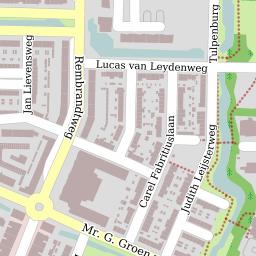 Tulpenburg
Jan Lievensweg
Rembrandtweg
Lucas van Leydenweg
Carel Fabritiuslaan
Judith Leijsterweg
Mr. G. Groen